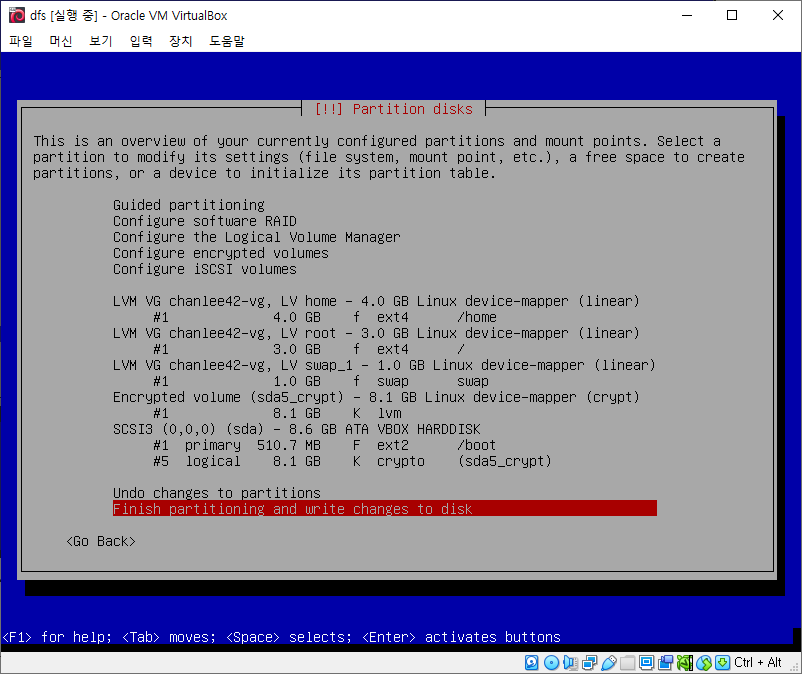 dfs [실행 중] - Oracle VM VirtualBox
파일 머신 보기 입력 장치 도움말
[!!] Partition disks
This is an overview of your currently configured partitions and mount points. Select a
partition to modify its settings (file system, mount point, etc.), a free space to create
partitions, or a device to initialize its partition table.
Guided partitioning
Configure software RAID
Configure the Logical Volume Manager
Configure encrypted volumes
Configure iSCSI volumes
LVM VG chanlee42-vg, LV home - 4.0 GB Linux device-mapper (linear)
#1 4.0 GB f ext4 /home
LVM VG chanlee42-vg, LV root - 3.0 GB Linux device-mapper (linear)
#1 3.0 GB f ext4 /
LVM VG chanlee42-vg, LV swap_1 - 1.0 GB Linux device-mapper (linear)
#1 1.0 GB f swap swap
Encrypted volume (sda5_crypt) - 8.1 GB Linux device-mapper (crypt)
#1 8.1 GB K lvm
SCSI3 (0,0,0) (sda) - 8.6 GB ATA VBOX HARDDISK
#1 primary 510.7 MB F ext2 /boot
#5 logical 8.1 GB K crypto (sda5_crypt)
Undo changes to partitions
Finish partitioning and write changes to disk
<Go Back>
<F1> for help; <Tab> moves; <Space> selects; <Enter> activates buttons
Ctrl + Alt